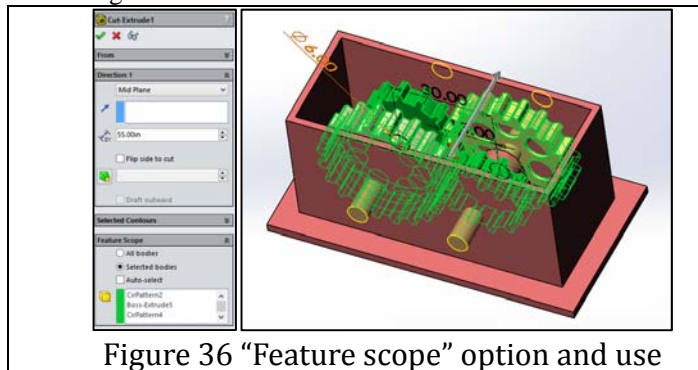 Cut-Extrude1
From
Direction 1
Mid Plane
55.00in
Flip side to cut
Draft outward
Selected Contours
Feature Scope
All bodies
Selected bodies
Auto-select
CirPattern2
Boss-Extrude5
CirPattern4
Ø 6.00
30.00
Figure 36 “Feature scope” option and use